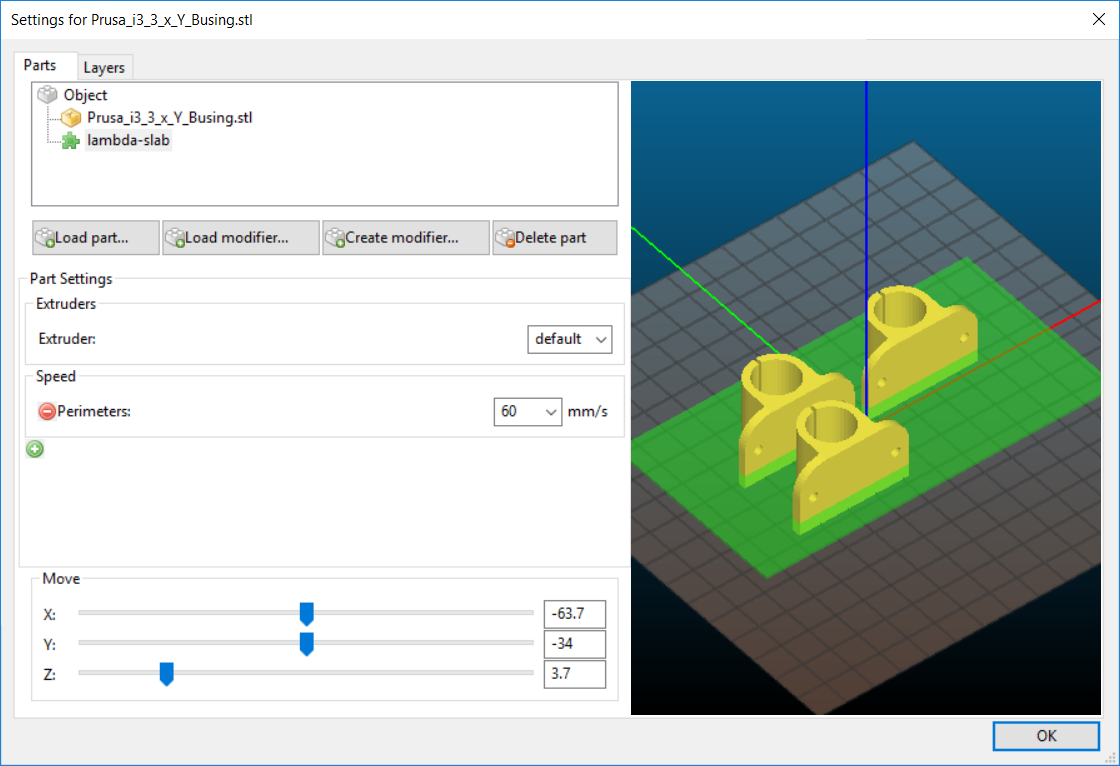 Settings for Prusa_i3_3_x_Y_Busing.stl
Parts
Layers
Object
Prusa_i3_3_x_Y_Busing.stl
lambda-slab
Load part...
Load modifier...
Create modifier...
Delete part
Part Settings
Extruders
Extruder:
default
Speed
Perimeters:
60
mm/s
Move
X:
-63.7
Y:
-34
Z:
3.7
OK